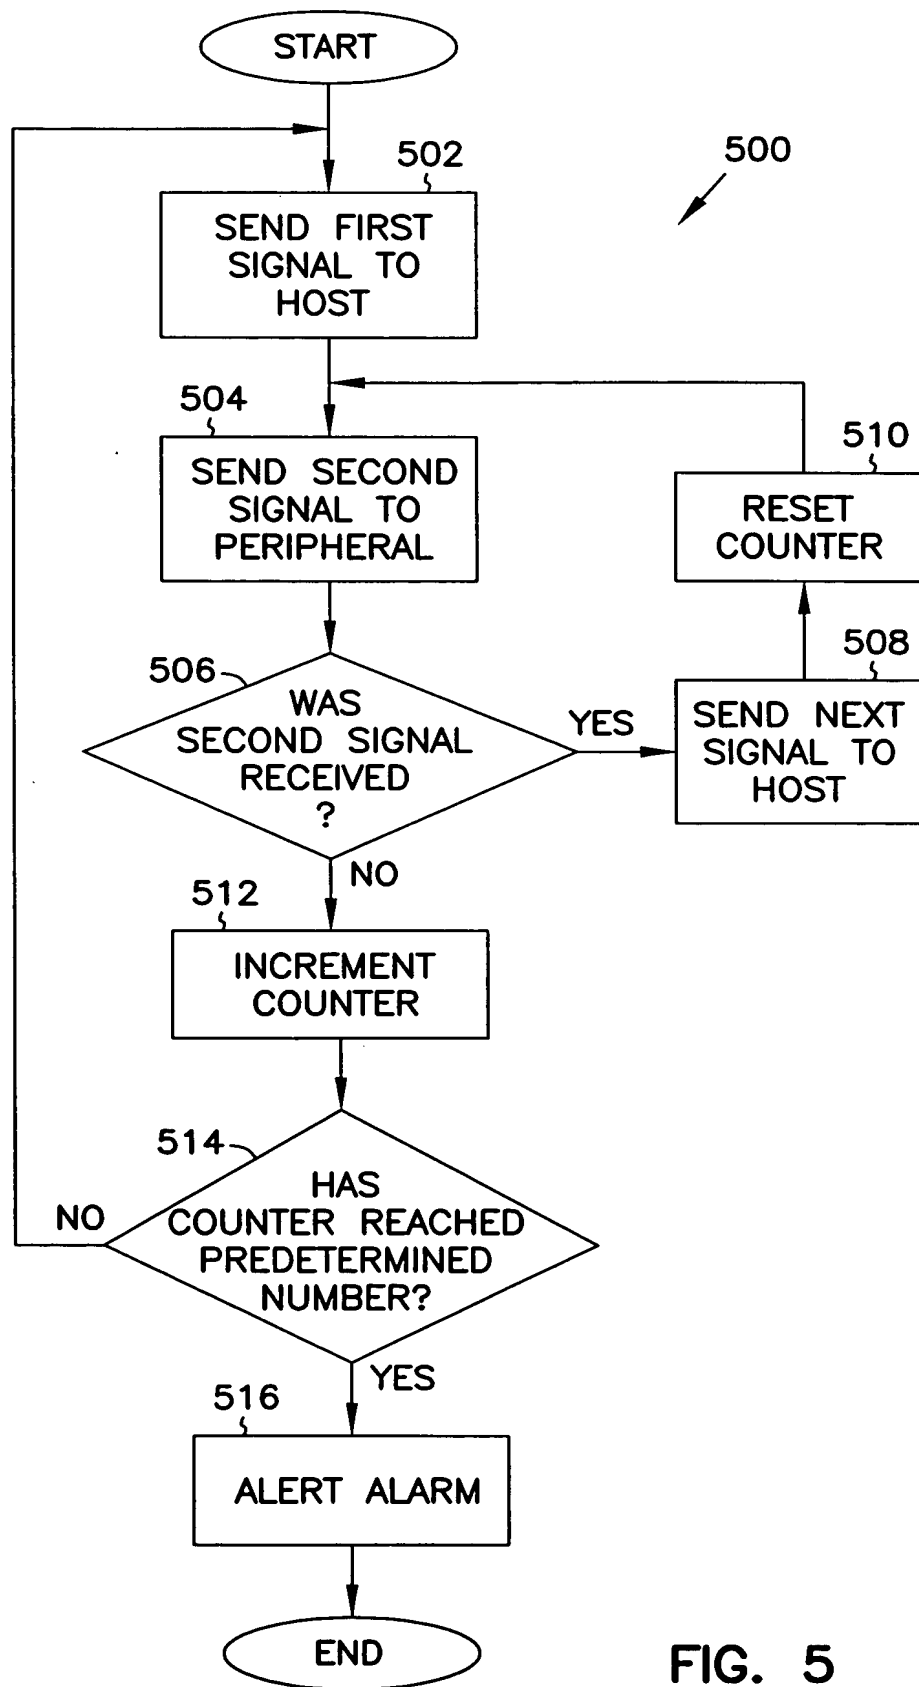 START
502
500
SEND FIRST
SIGNAL TO
HOST
504
SEND SECOND
SIGNAL TO
PERIPHERAL
510
RESET
COUNTER
506
WAS
SECOND SIGNAL
RECEIVED
?
YES
508
SEND NEXT
SIGNAL TO
HOST
NO
512
INCREMENT
COUNTER
514
HAS
COUNTER REACHED
PREDETERMINED
NUMBER?
NO
YES
516
ALERT ALARM
END
FIG. 5